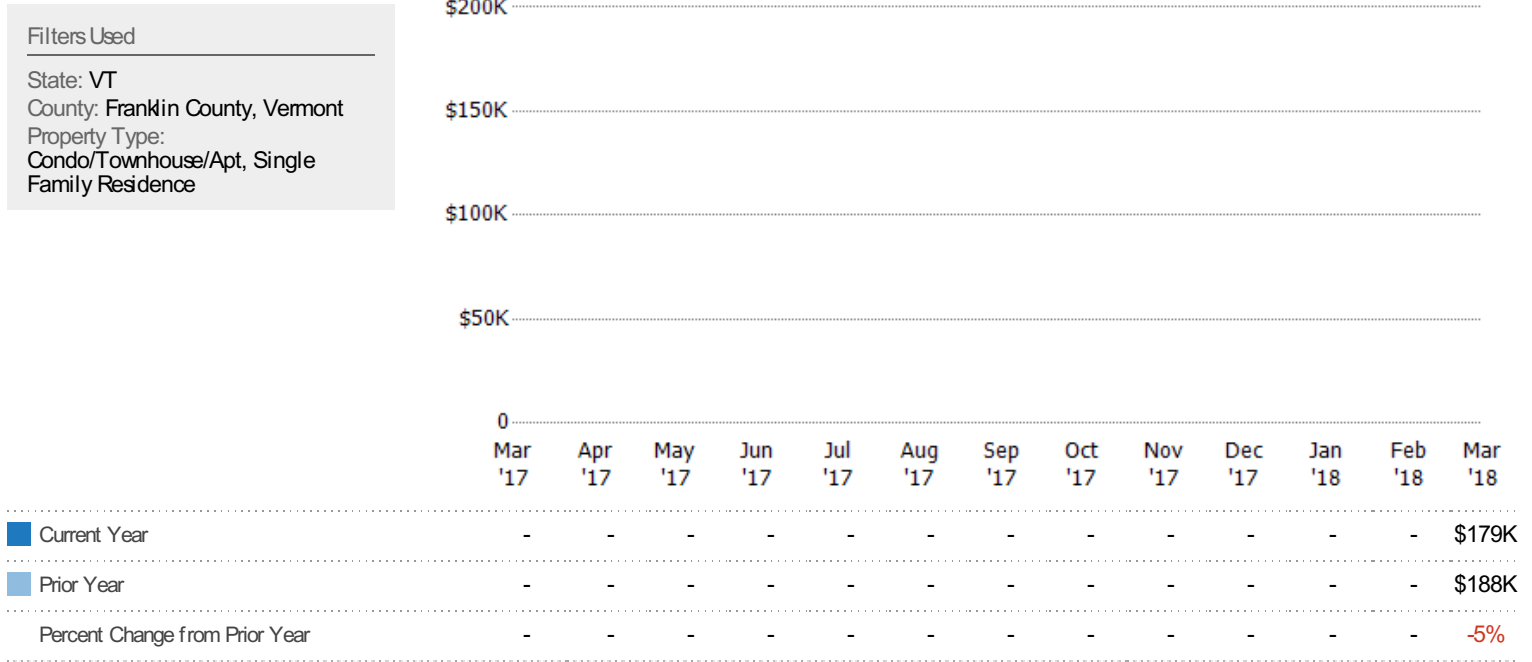 Filters Used
State: VT
County: Franklin County, Vermont
Property Type:
Condo/Townhouse/Apt, Single
Family Residence
$200K
$150K
$100K
$50K
0
Mar Apr May Jun Jul Aug Sep Oct Nov Dec Jan Feb Mar
'17 '17 '17 '17 '17 '17 '17 '17 '17 '17 '18 '18 '18
Current Year - - - - - - - - - - - - $179K
Prior Year - - - - - - - - - - - - $188K
Percent Change from Prior Year - - - - - - - - - - - - -5%